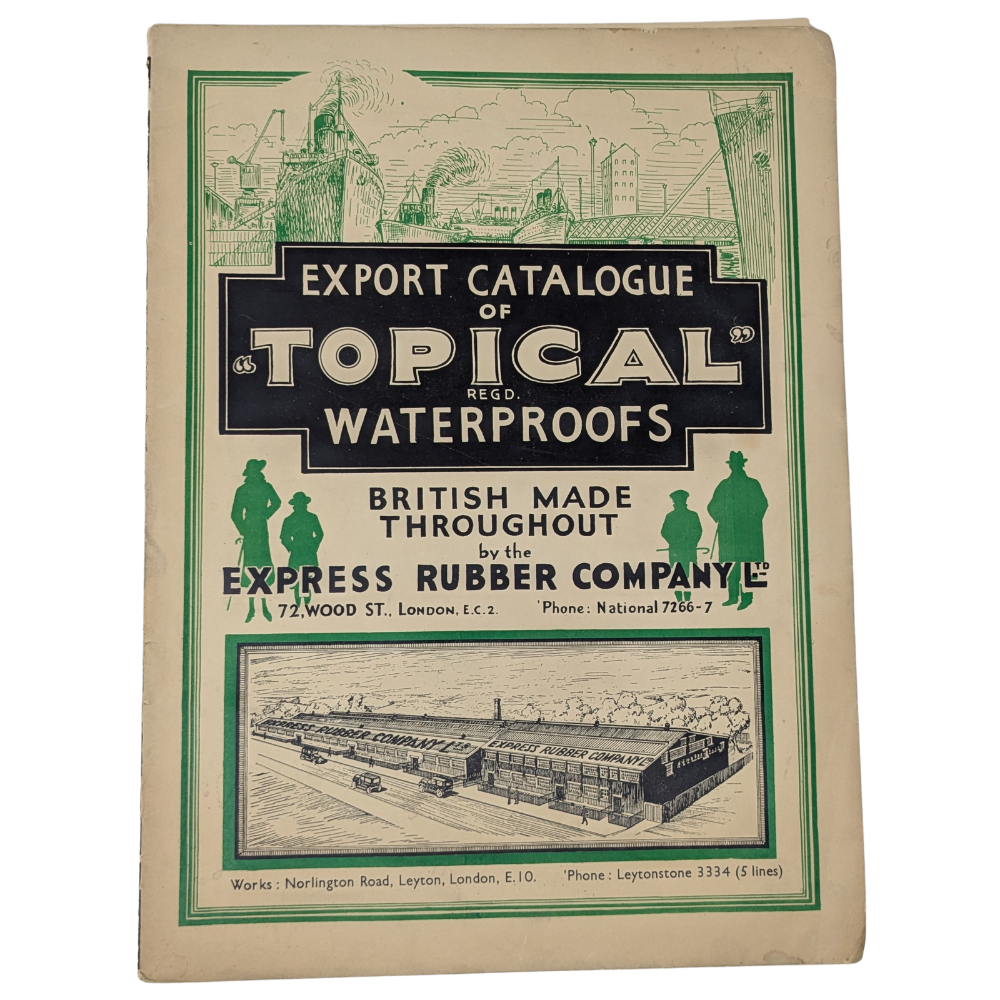 EXPORT CATALOGUE
OF
“TOPICAL”
REGD.
WATERPROOFS
BRITISH MADE
THROUGHOUT
by the
EXPRESS RUBBER COMPANY LTD
72, WOOD ST., LONDON, E.C.2. 'Phone: National 7266-7
EXPRESS RUBBER COMPANY LTD
EXPRESS RUBBER COMPANY LTD
Works : Norlington Road, Leyton, London, E.10. 'Phone : Leytonstone 3334 (5 lines)